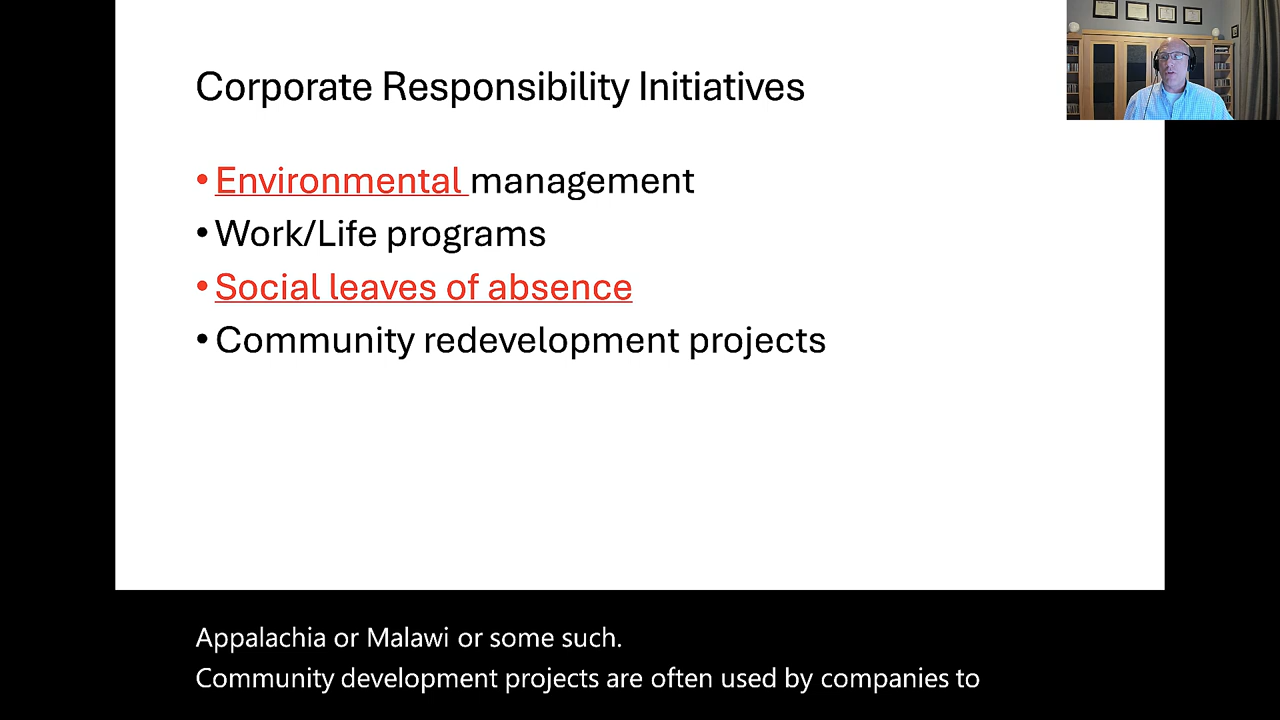 Corporate Responsibility Initiatives
• Environmental management
• Work/Life programs
• Social leaves of absence
• Community redevelopment projects
Appalachia or Malawi or some such.
Community development projects are often used by companies to